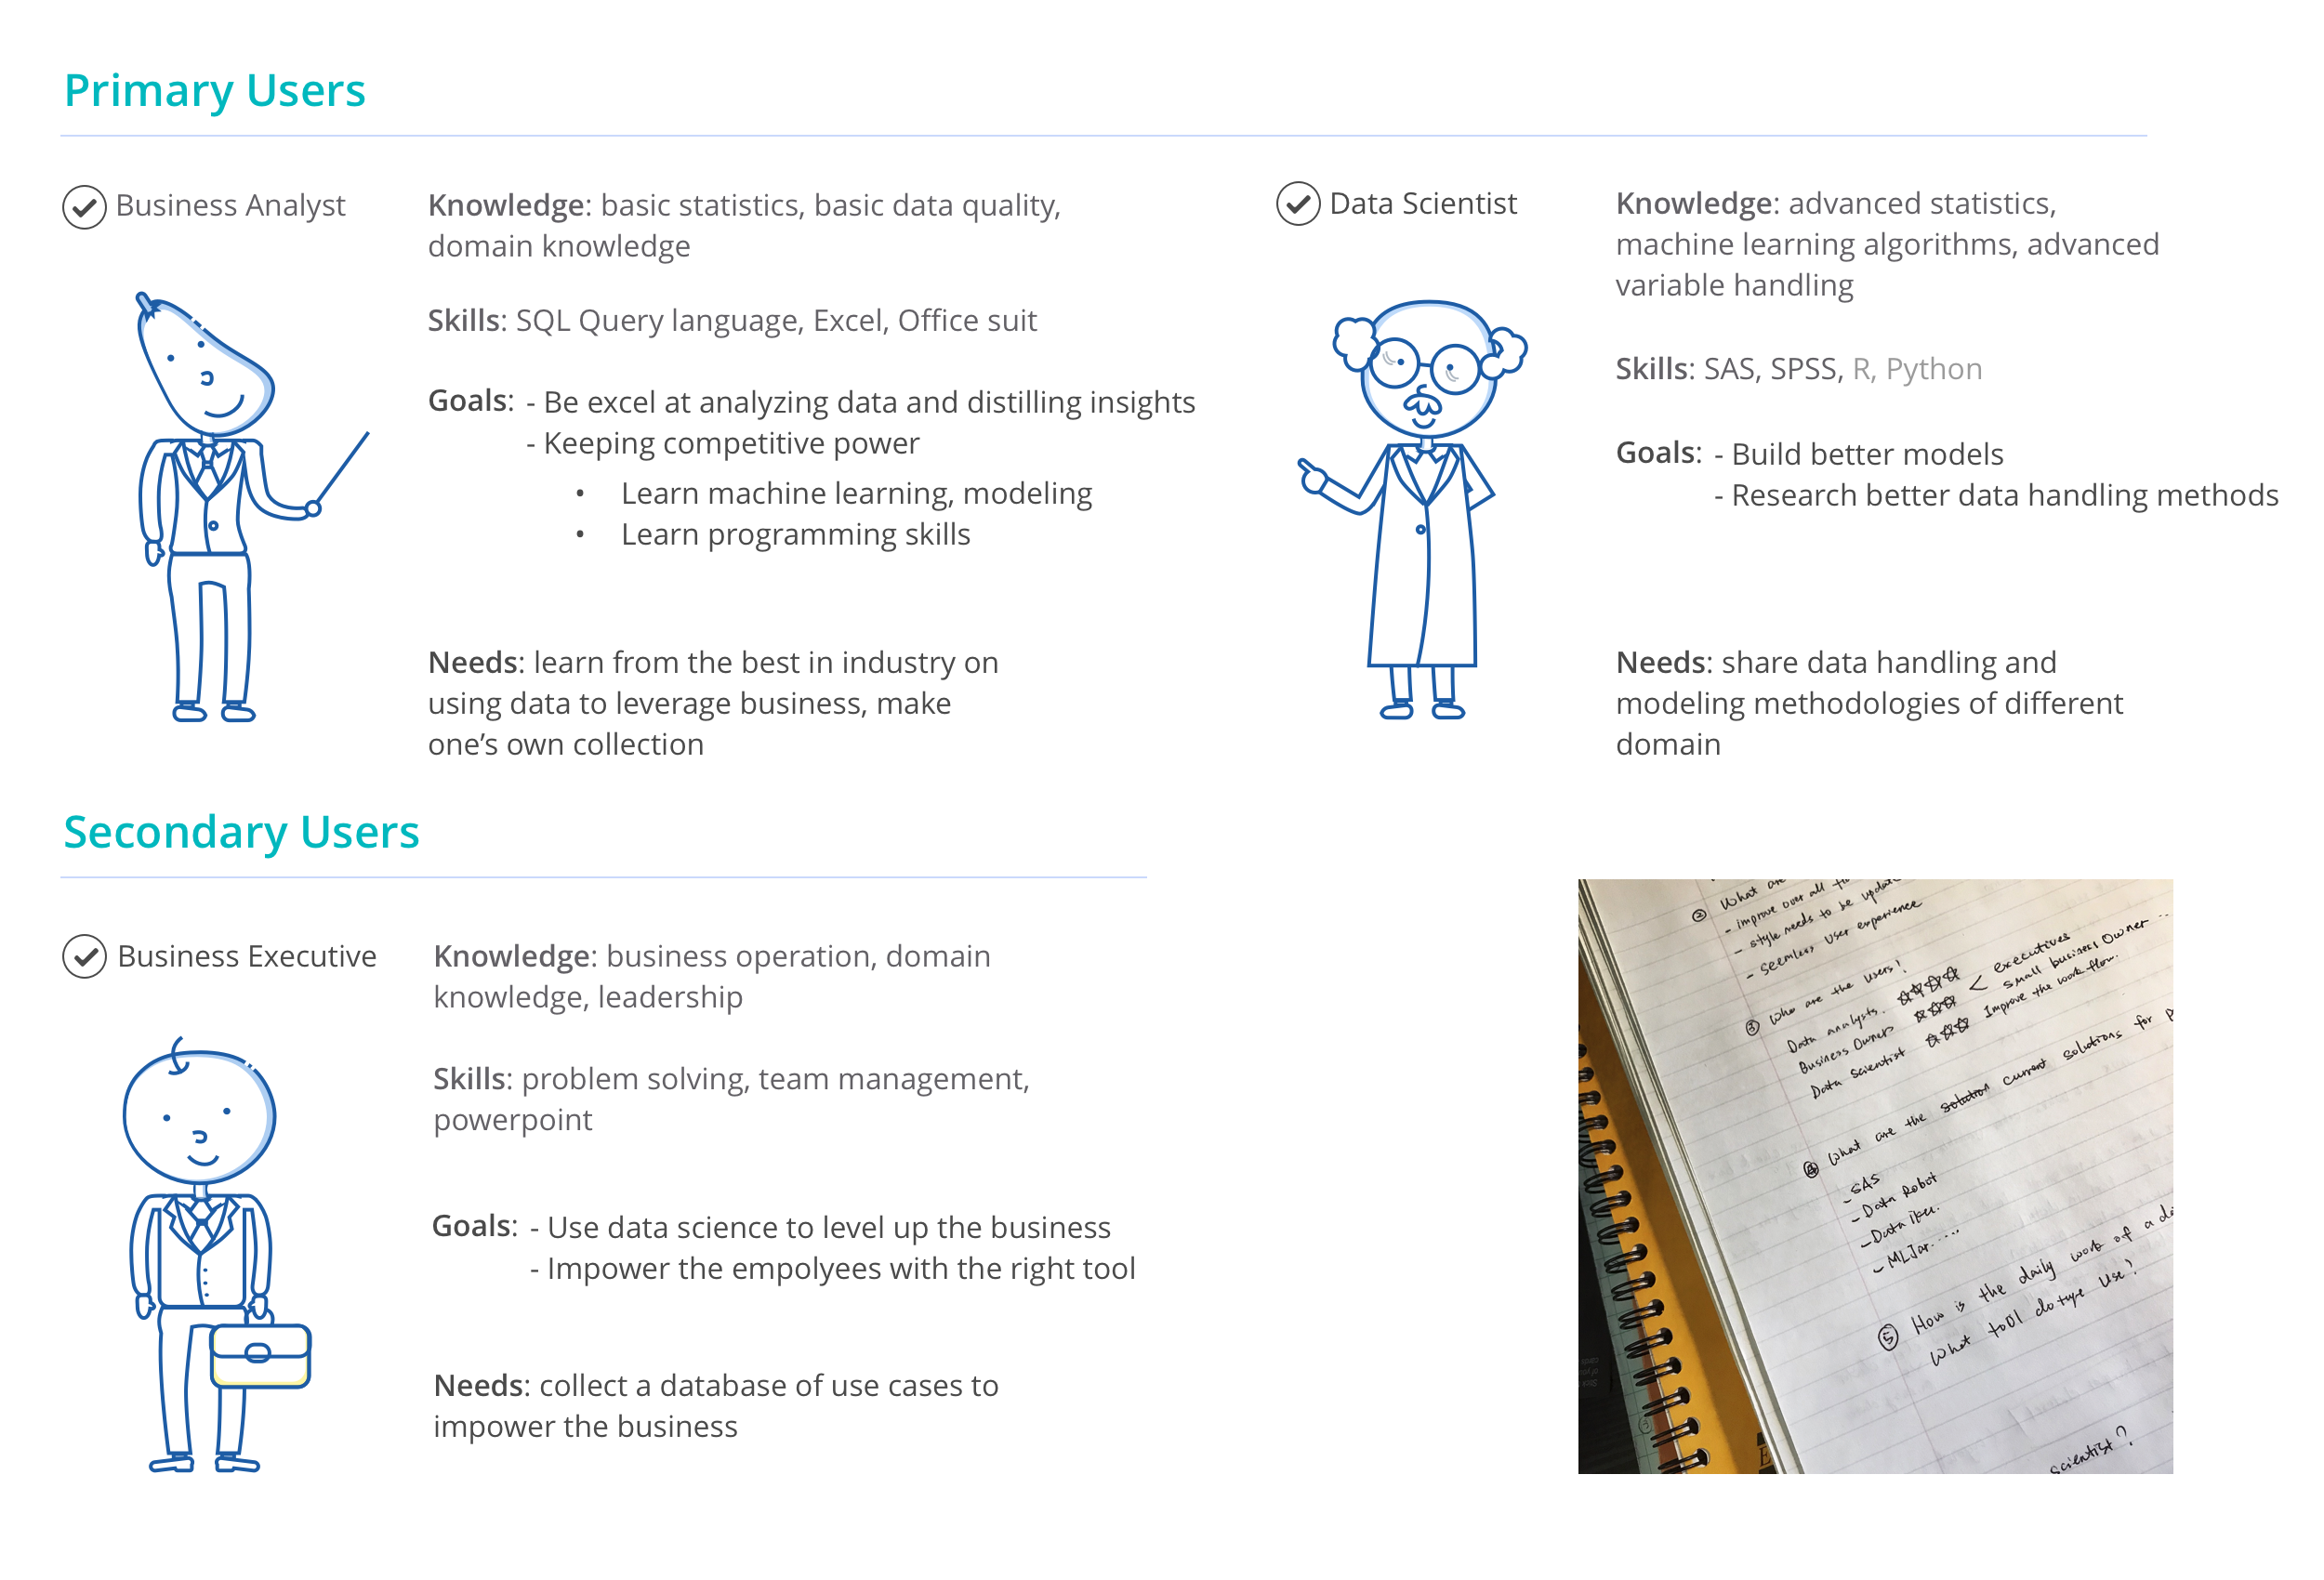 Primary Users
Business Analyst
Knowledge: basic statistics, basic data quality,
domain knowledge
Skills: SQL Query language, Excel, Office suit
Goals: - Be excel at analyzing data and distilling insights
- Keeping competitive power
• Learn machine learning, modeling
• Learn programming skills
Needs: learn from the best in industry on
using data to leverage business, make
one’s own collection
Data Scientist
Knowledge: advanced statistics,
machine learning algorithms, advanced
variable handling
Skills: SAS, SPSS, R, Python
Goals: - Build better models
- Research better data handling methods
Needs: share data handling and
modeling methodologies of different
domain
Secondary Users
Business Executive
Knowledge: business operation, domain
knowledge, leadership
Skills: problem solving, team management,
powerpoint
Goals: - Use data science to level up the business
- Impower the empolyees with the right tool
Needs: collect a database of use cases to
impower the business
② What are
- improve over all
- style needs to be
- seemless user experience
③ Who are the users?
Data analysts. ☆☆☆☆
Business Owner ☆☆☆ < executives
small business Owner ...
Data scientist ☆☆☆ Improve the work flow.
④ What are the solution current solutions for
- SAS
- Data Robot
- Data iku.
- MLJar.....
⑤ How is the daily work of a
What tool do type use?
scientist?